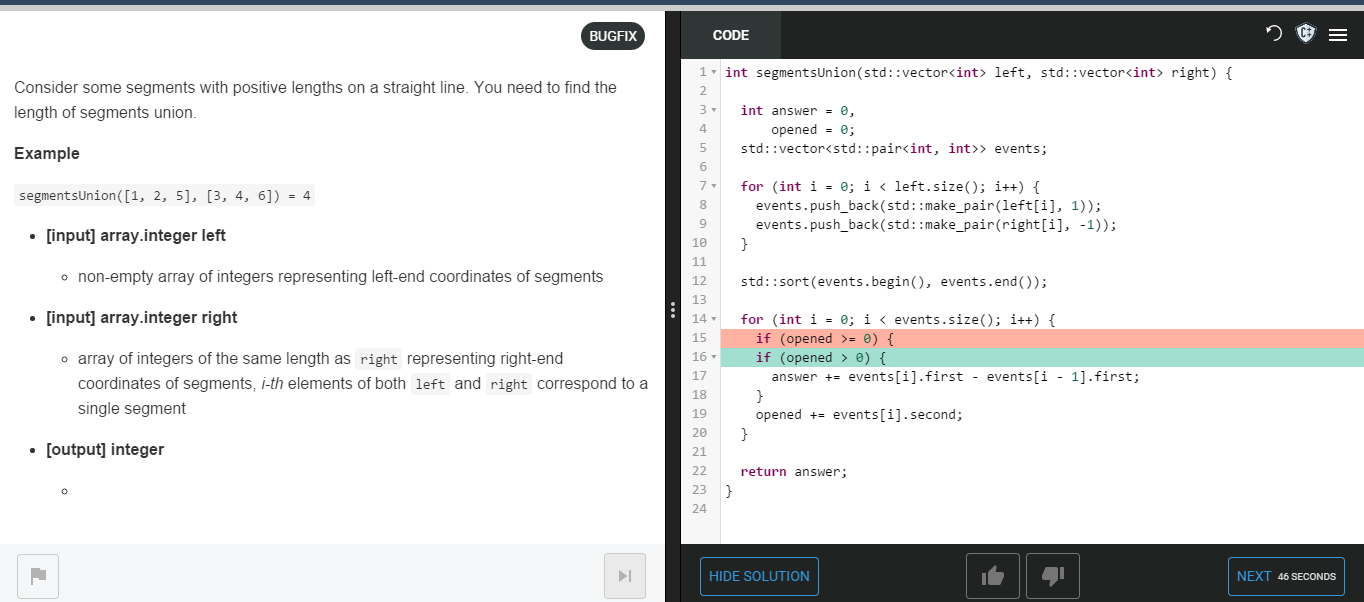 BUGFIX
Consider some segments with positive lengths on a straight line. You need to find the
length of segments union.
Example
segmentsUnion([1, 2, 5], [3, 4, 6]) = 4
[input] array.integer left
non-empty array of integers representing left-end coordinates of segments
[input] array.integer right
array of integers of the same length as right representing right-end
coordinates of segments, i-th elements of both left and right correspond to a
single segment
[output] integer
CODE
C++
1 int segmentsUnion(std::vector<int> left, std::vector<int> right) {
2
3 int answer = 0,
4 opened = 0;
5 std::vector<std::pair<int, int>> events;
6
7 for (int i = 0; i < left.size(); i++) {
8 events.push_back(std::make_pair(left[i], 1));
9 events.push_back(std::make_pair(right[i], -1));
10 }
11
12 std::sort(events.begin(), events.end());
13
14 for (int i = 0; i < events.size(); i++) {
15 if (opened >= 0) {
16 if (opened > 0) {
17 answer += events[i].first - events[i - 1].first;
18 }
19 opened += events[i].second;
20 }
21
22 return answer;
23 }
24
HIDE SOLUTION
NEXT 46 SECONDS